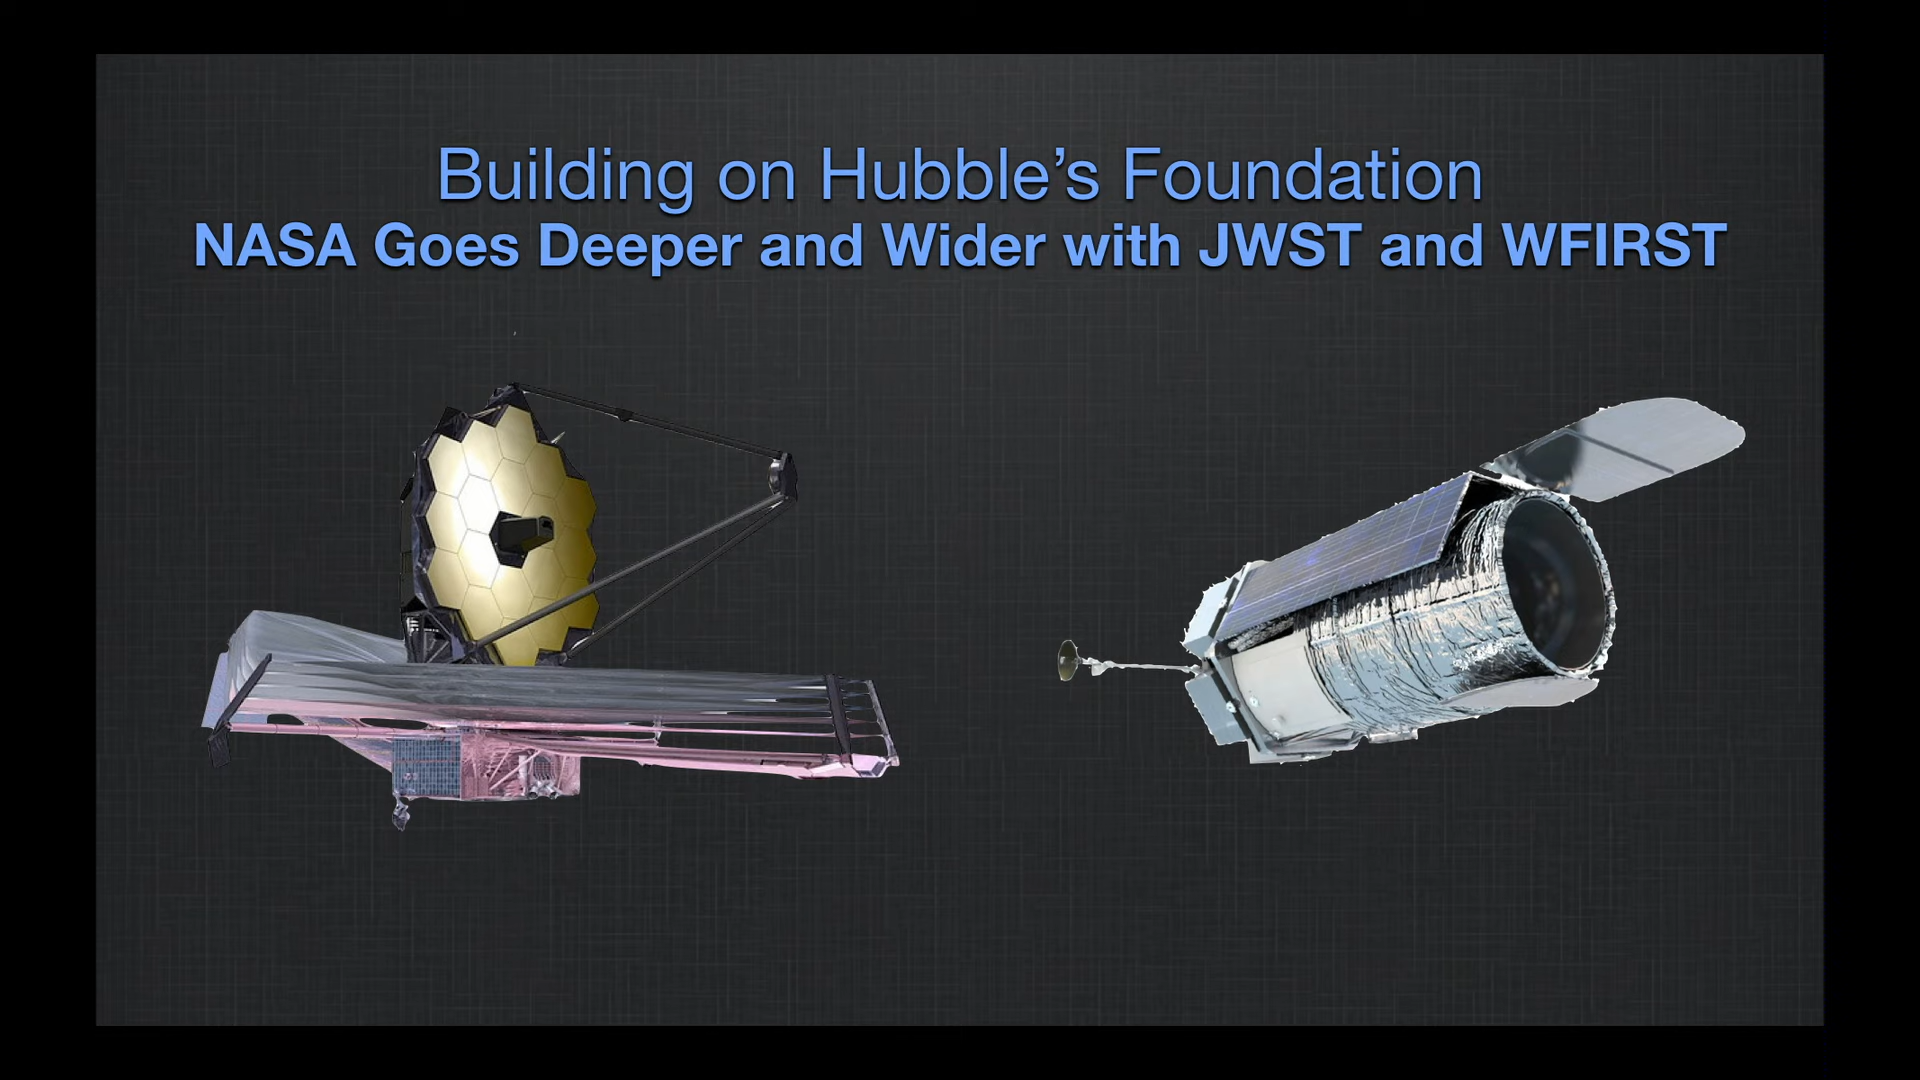 Building on Hubble’s Foundation
NASA Goes Deeper and Wider with JWST and WFIRST